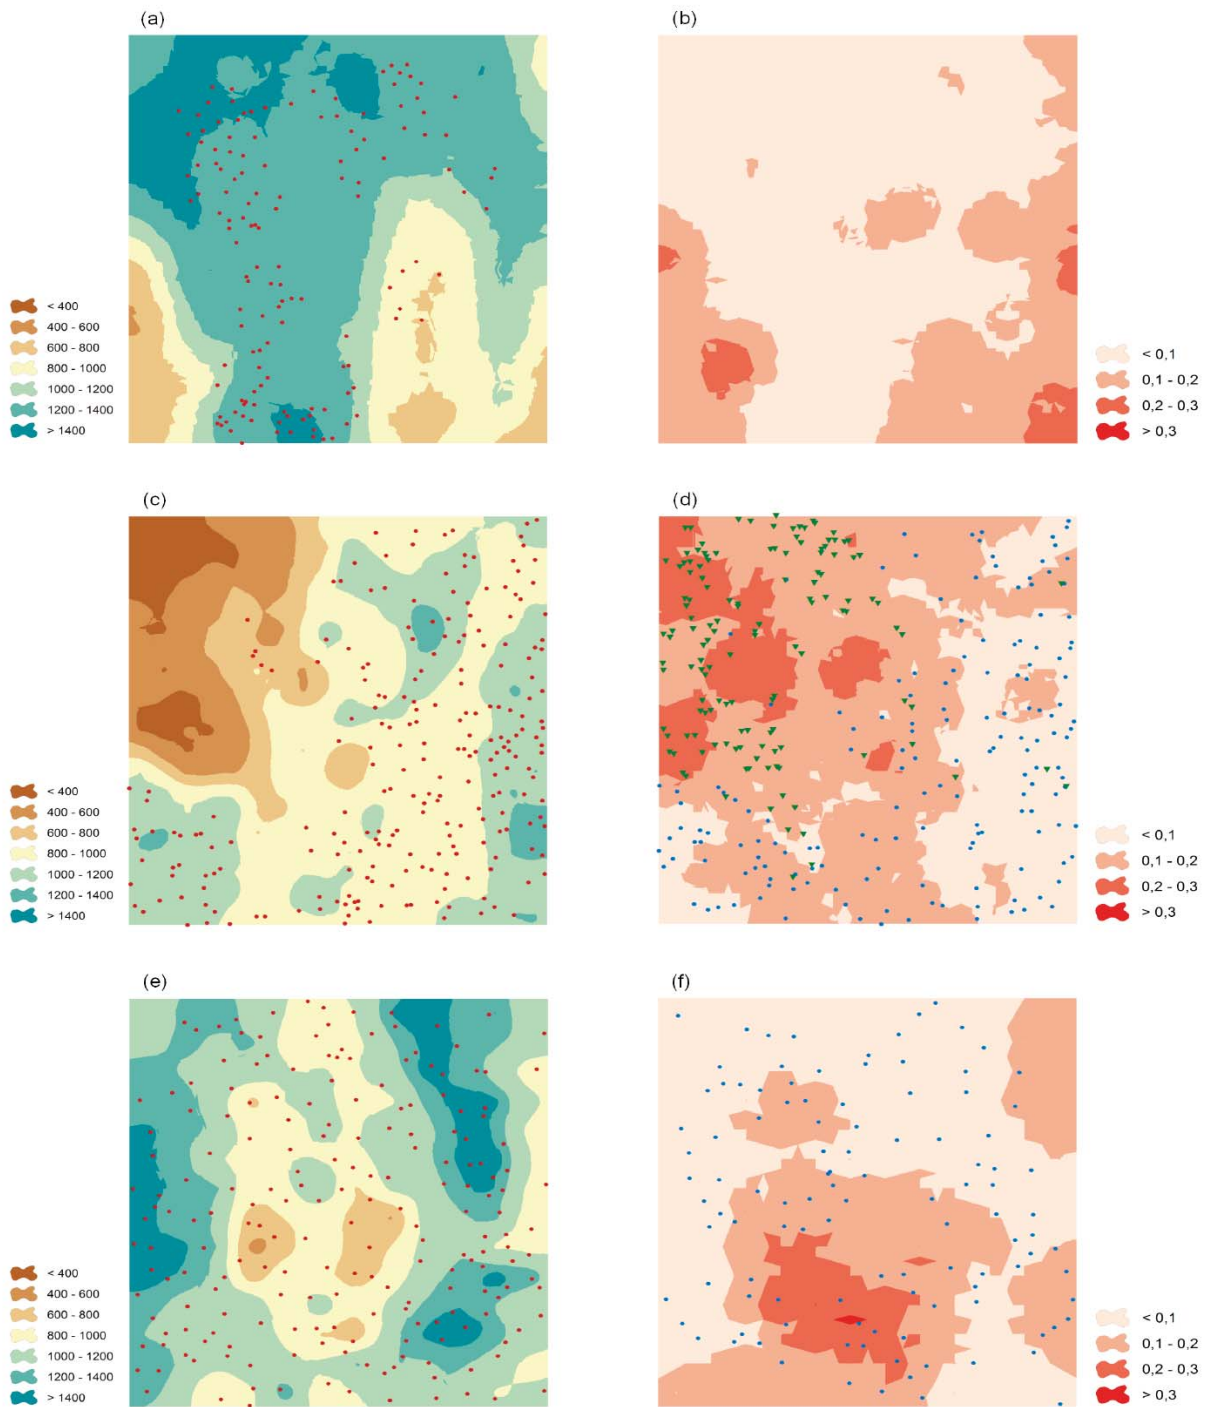 (a)
(b)
< 400
400 - 600
600 - 800
800 - 1000
1000 - 1200
1200 - 1400
> 1400
< 0,1
0,1 - 0,2
0,2 - 0,3
> 0,3
(c)
(d)
< 400
400 - 600
600 - 800
800 - 1000
1000 - 1200
1200 - 1400
> 1400
< 0,1
0,1 - 0,2
0,2 - 0,3
> 0,3
(e)
(f)
< 400
400 - 600
600 - 800
800 - 1000
1000 - 1200
1200 - 1400
> 1400
< 0,1
0,1 - 0,2
0,2 - 0,3
> 0,3